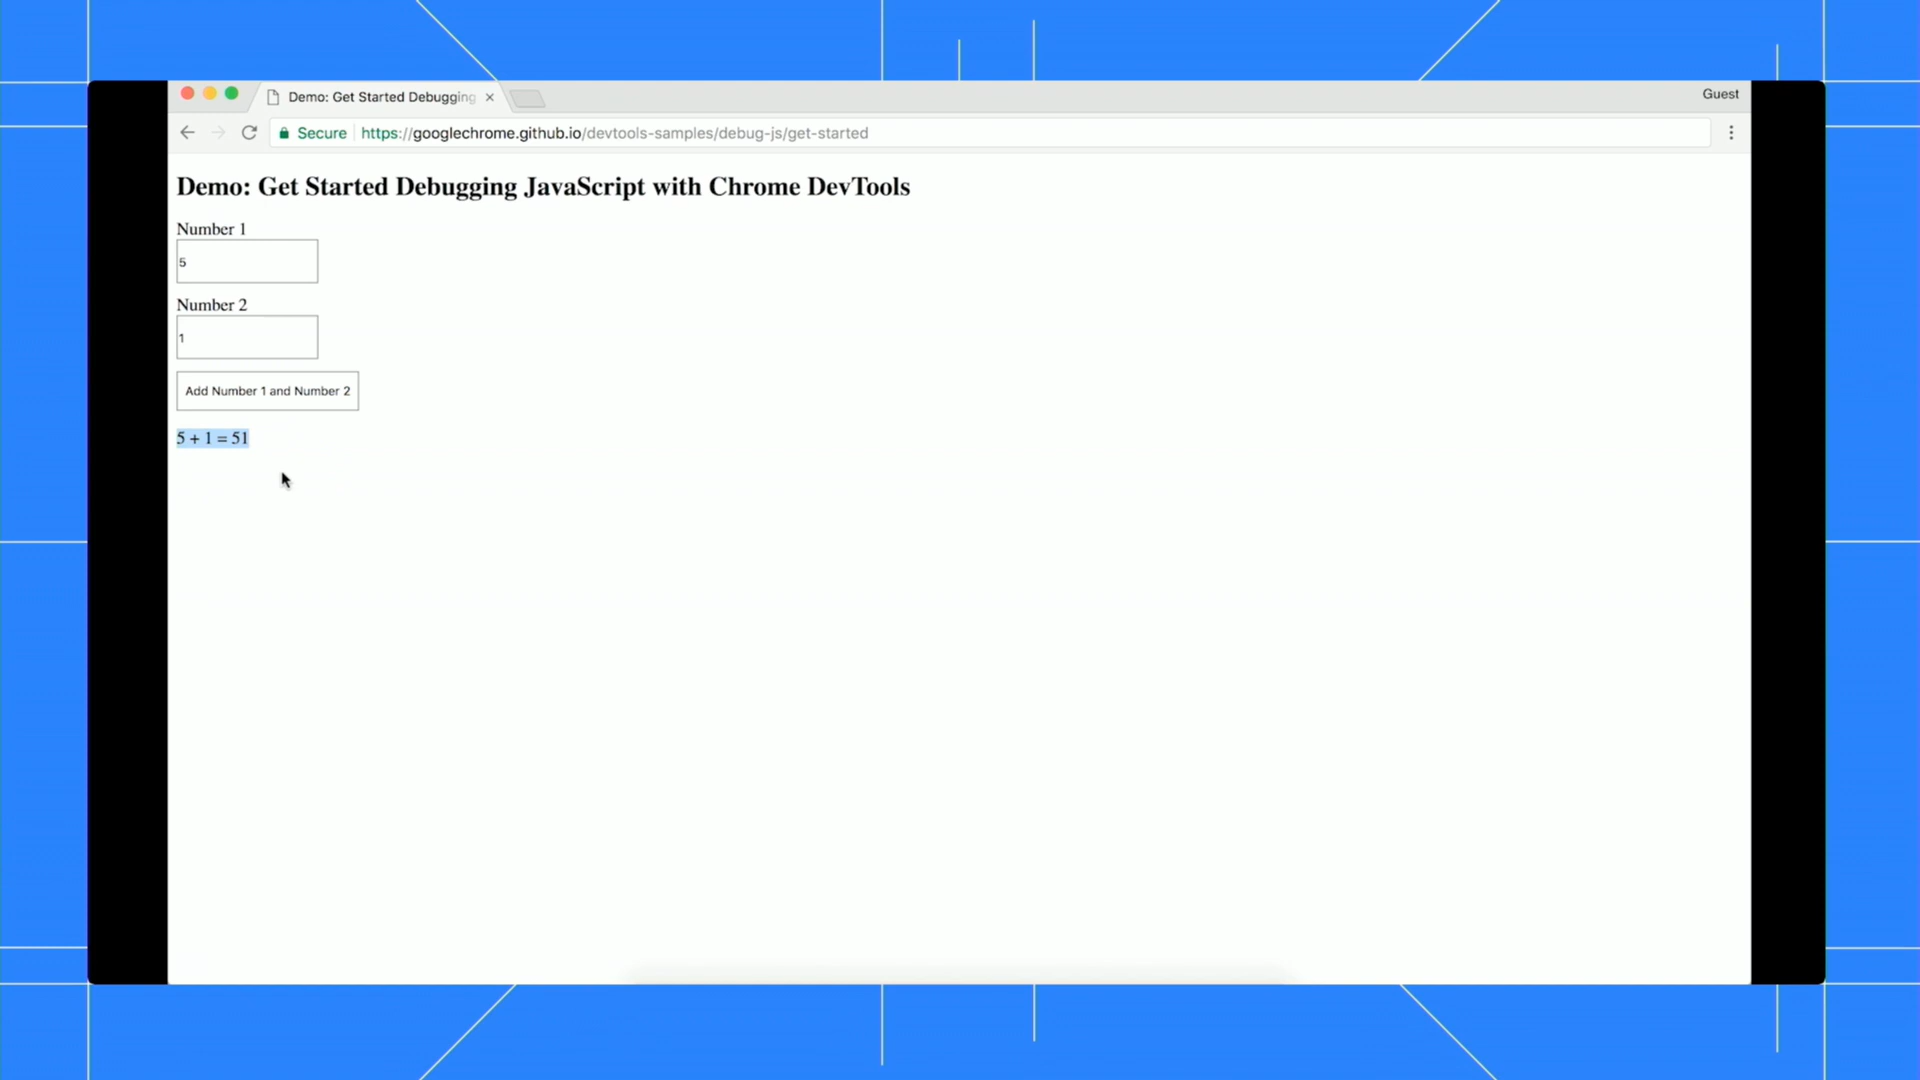 Demo: Get Started Debugging
Guest
Secure https://googlechrome.github.io/devtools-samples/debug-js/get-started
Demo: Get Started Debugging JavaScript with Chrome DevTools
Number 1
5
Number 2
1
Add Number 1 and Number 2
5 + 1 = 51